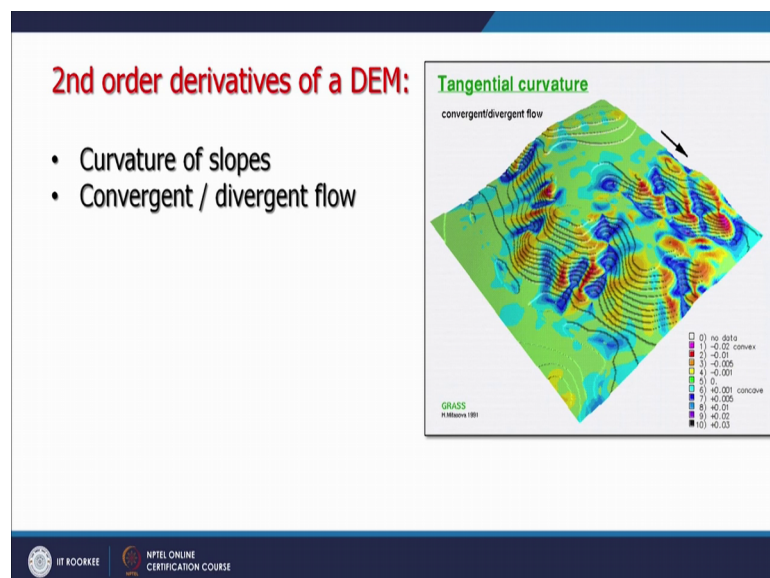 2nd order derivatives of a DEM:
• Curvature of slopes
• Convergent / divergent flow
Tangential curvature
convergent/divergent flow
0) no data
1) -0.02 convex
2) -0.01
3) -0.005
4) -0.001
5) 0.
6) +0.001 concave
7) +0.005
8) +0.01
9) +0.02
10) +0.03
GRASS
H.Mitasova 1991
IIT ROORKEE
NPTEL ONLINE
CERTIFICATION COURSE